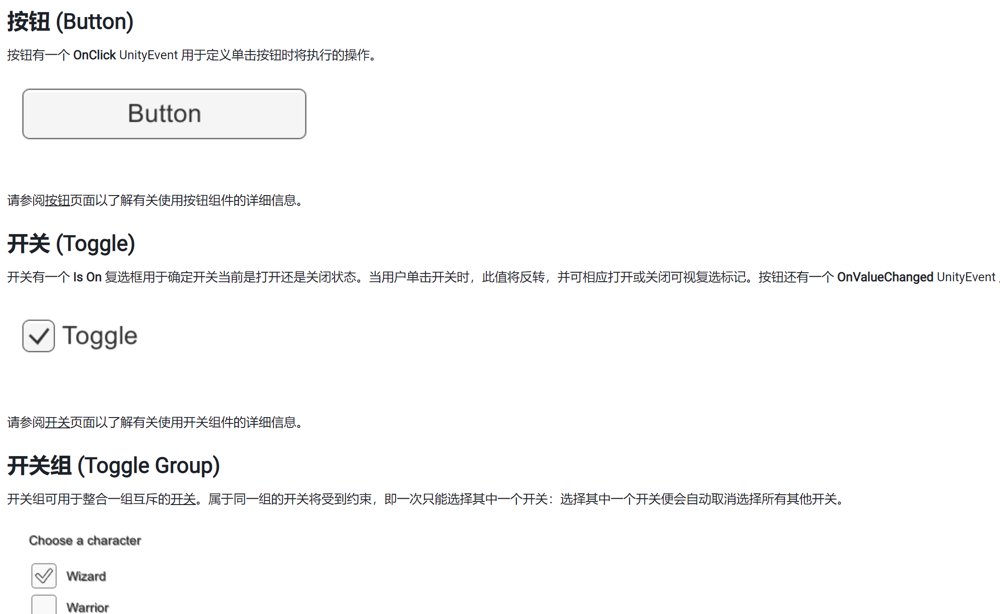 按钮 (Button)
按钮有一个 OnClick UnityEvent 用于定义单击按钮时将执行的操作。
Button
请参阅按钮页面以了解有关使用按钮组件的详细信息。
开关 (Toggle)
开关有一个 Is On 复选框用于确定开关当前是打开还是关闭状态。当用户单击开关时，此值将反转，并可相应打开或关闭可视复选标记。按钮还有一个 OnValueChanged UnityEvent
Toggle
请参阅开关页面以了解有关使用开关组件的详细信息。
开关组 (Toggle Group)
开关组可用于整合一组互斥的开关。属于同一组的开关将受到约束，即一次只能选择其中一个开关：选择其中一个开关便会自动取消选择所有其他开关。
Choose a character
Wizard
Warrior